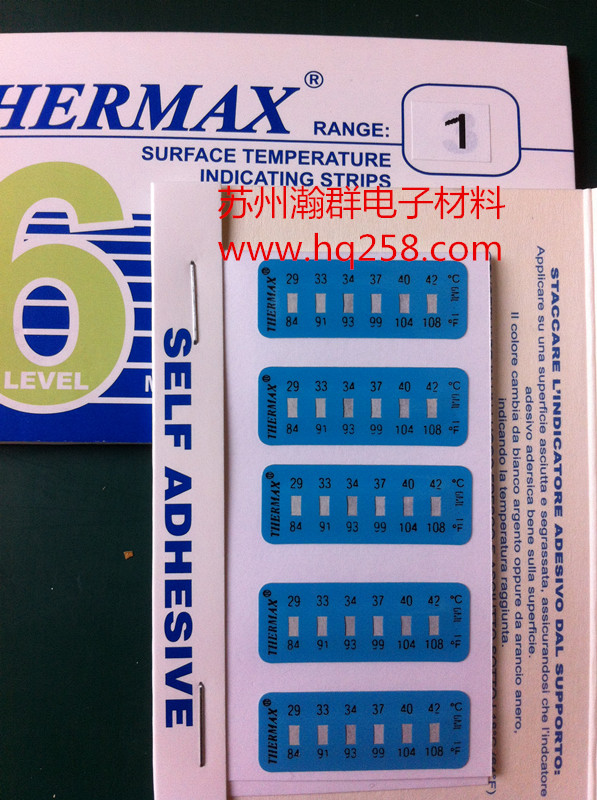 HERMAX®
RANGE:
1
SURFACE TEMPERATURE
INDICATING STRIPS
6
LEVEL
苏州瀚群电子材料
www.hq258.com
SELF ADHESIVE
THERMAX®
29 33 34 37 40 42 °C
84 91 93 99 104 108 °F
THERMAX®
29 33 34 37 40 42 °C
84 91 93 99 104 108 °F
THERMAX®
29 33 34 37 40 42 °C
84 91 93 99 104 108 °F
THERMAX®
29 33 34 37 40 42 °C
84 91 93 99 104 108 °F
THERMAX®
29 33 34 37 40 42 °C
84 91 93 99 104 108 °F
STACCARE L'INDICATORE ADESIVO DAL SUPPORTO:
Applicare su una superficie asciutta e segrassata, assicurandosi che l'indcatore
adesivo adersica bene sulla superficie.
Il colore cambia da bianco argento oppure da arancio anero,
indicando la temperatura raggiunta.